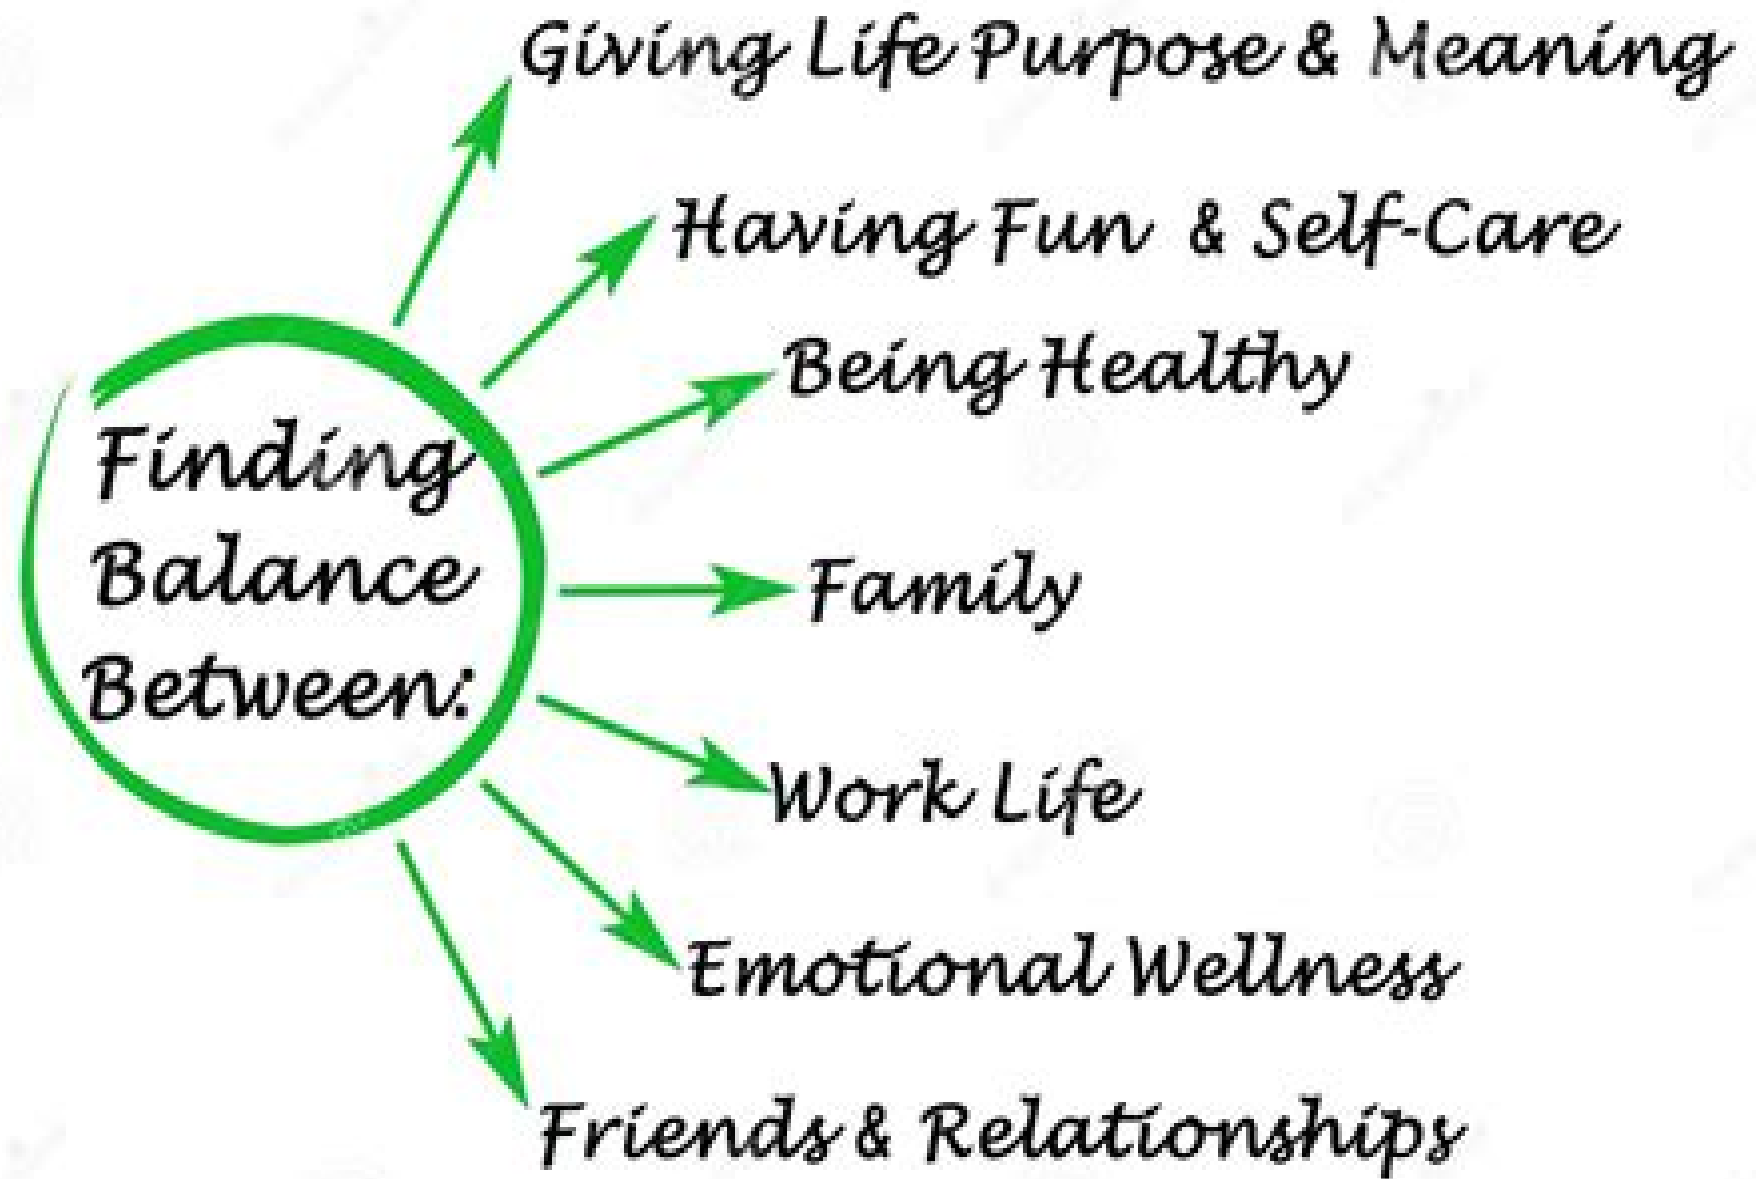 Giving Life Purpose & Meaning
Having Fun & Self-Care
Being Healthy
Finding
Balance
Between:
Family
Work Life
Emotional Wellness
Friends & Relationships